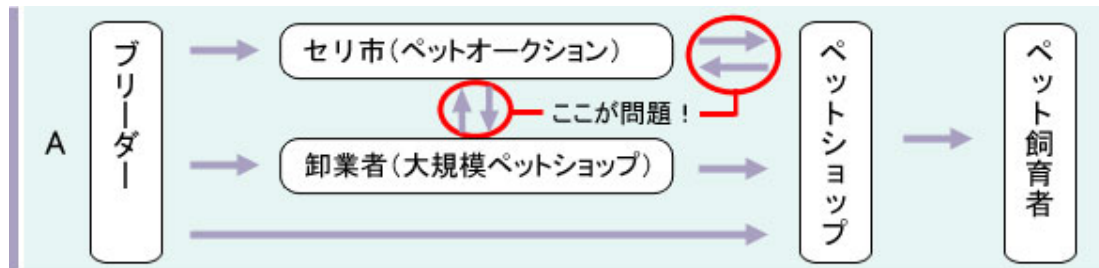 A
ブリーダー
セリ市(ペットオークション)
ここが問題!
卸業者(大規模ペットショップ)
ペットショップ
ペット飼育者